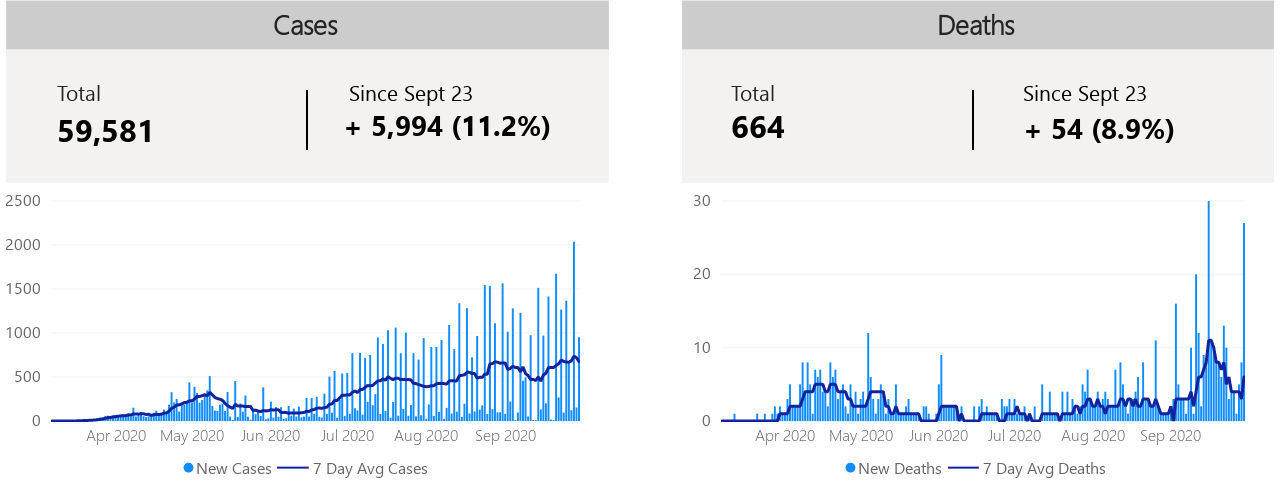 Cases
Total
59,581
Since Sept 23
+ 5,994 (11.2%)
2500
2000
1500
1000
500
0
Apr 2020 May 2020 Jun 2020 Jul 2020 Aug 2020 Sep 2020
New Cases 7 Day Avg Cases
Deaths
Total
664
Since Sept 23
+ 54 (8.9%)
30
20
10
0
Apr 2020 May 2020 Jun 2020 Jul 2020 Aug 2020 Sep 2020
New Deaths 7 Day Avg Deaths